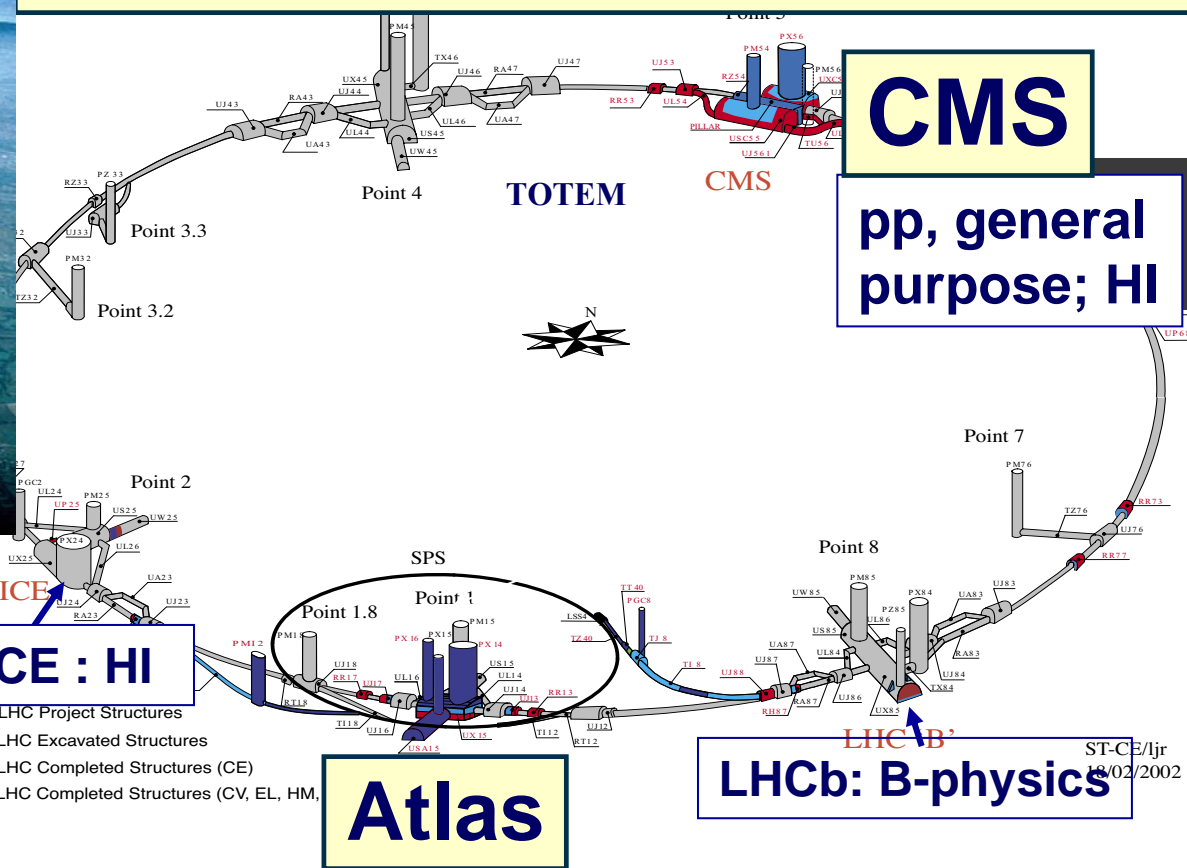 PM45
TX46
UX45
UJ46
RA47
UJ47
UJ44
RA43
UJ43
UL44
UA43
UL46
UA47
US45
UW45
Point 4
TOTEM
PM54
PX56
UJ53
RZ54
PM56
RR53
UL54
PILLAR
USC55
UJ561
TU56
CMS
CMS
pp, general
purpose; HI
RZ33
PZ33
UJ33
Point 3.3
PM32
TZ32
Point 3.2
N
Point 7
PM76
TZ76
RR73
UJ76
RR77
Point 2
PGC2
UL24
UP25
PM25
US25
UW25
PX24
UL26
UX25
UA23
UJ24
RA23
UJ23
CE : HI
SPS
Point 1.8
Point 1
PM18
PM15
PX16
PX15
PX14
PM12
UJ18
RR17
UJ17
UL16
US15
UL14
UJ14
UJ13
RR13
RT18
TI18
UJ16
USA15
UX15
TI12
RT12
UJ12
LSS4
TT40
PGC8
TZ40
TJ8
TI8
Point 8
PM85
PX84
UW85
PZ85
UL86
US85
UA83
UJ83
UA87
UL84
UJ88
UJ87
RA83
UJ84
TX84
RH87
RA87
UJ86
UX85
LHC 'B'
LHC Project Structures
LHC Excavated Structures
LHC Completed Structures (CE)
LHC Completed Structures (CV, EL, HM,
Atlas
LHCb: B-physics
ST-CE/ljr
18/02/2002